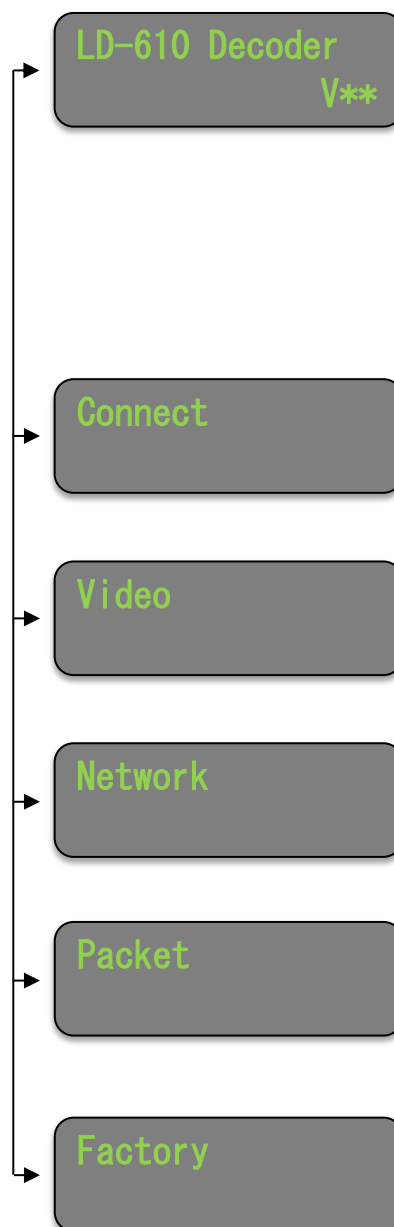 LD-610 Decoder
V**
Connect
Video
Network
Packet
Factory